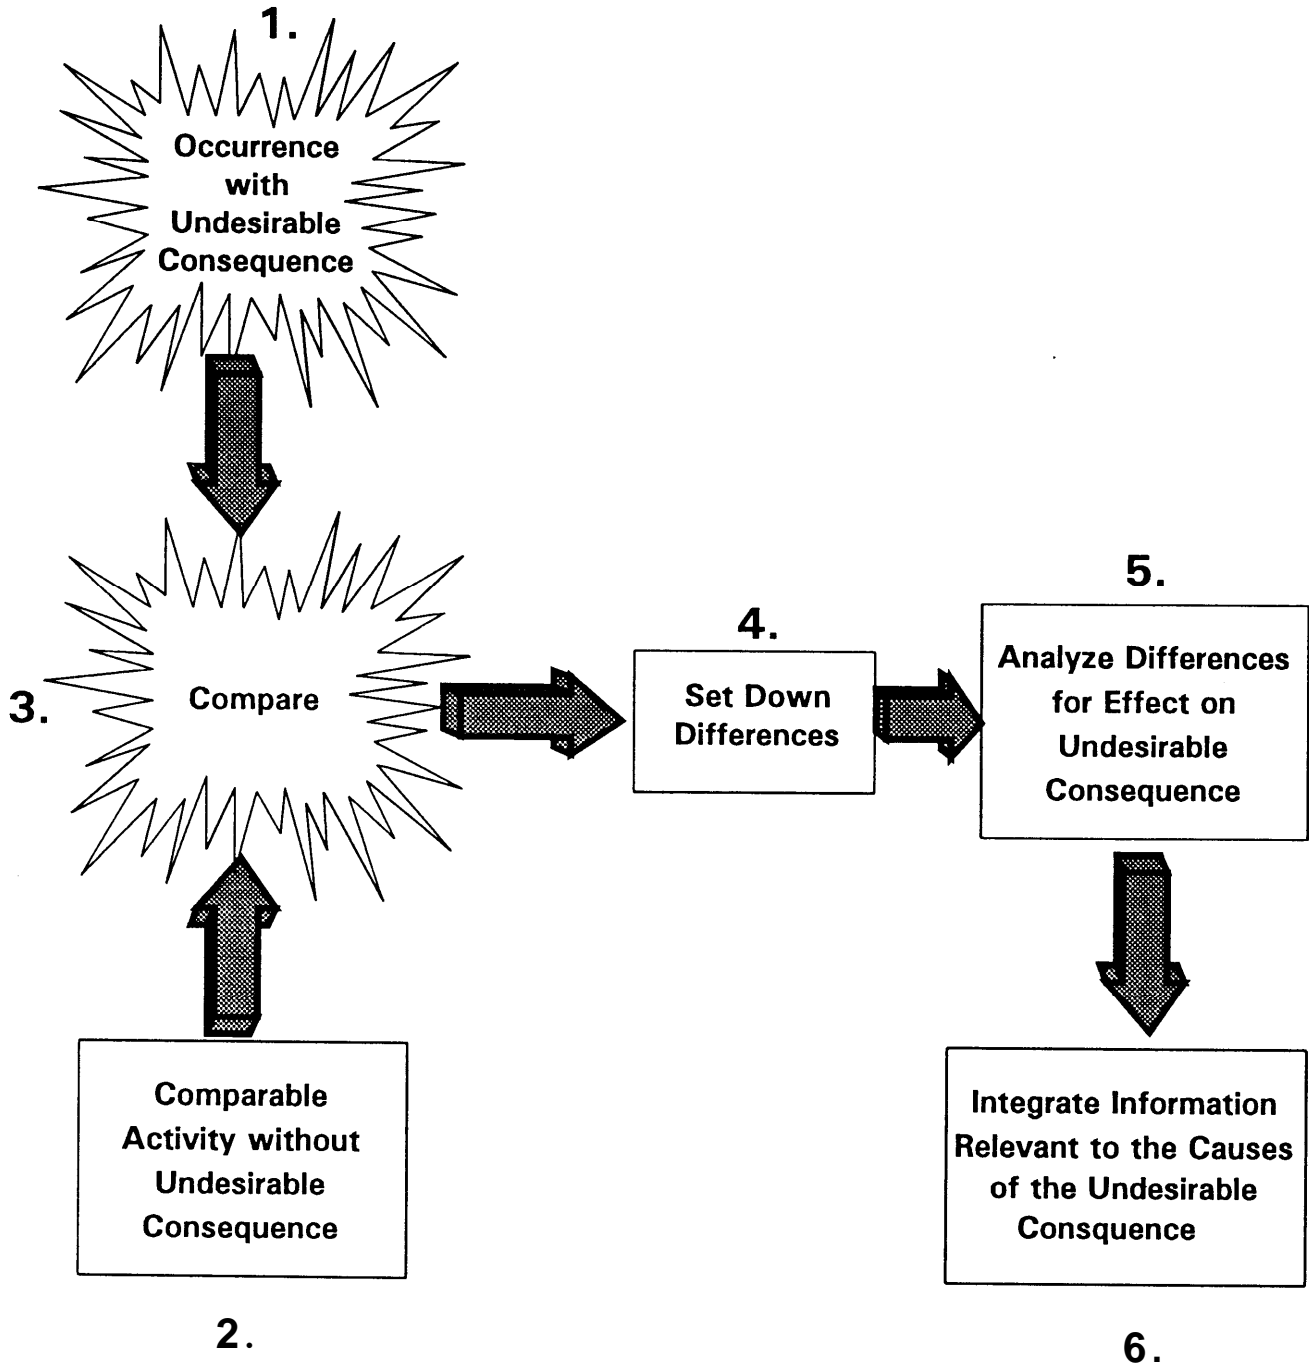 1.
Occurrence
with
Undesirable
Consequence
3.
Compare
4.
Set Down
Differences
5.
Analyze Differences
for Effect on
Undesirable
Consequence
Comparable
Activity without
Undesirable
Consequence
2.
Integrate Information
Relevant to the Causes
of the Undesirable
Consquence
6.